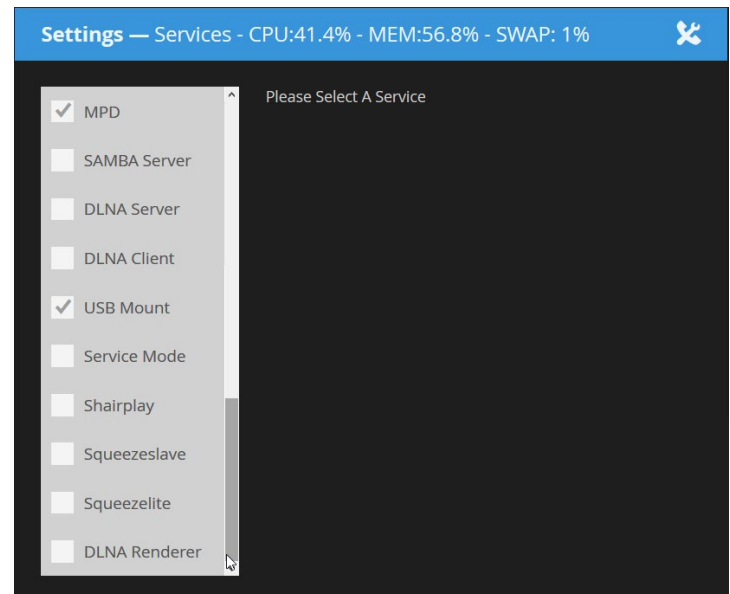 Settings — Services - CPU:41.4% - MEM:56.8% - SWAP: 1%
Please Select A Service
MPD
SAMBA Server
DLNA Server
DLNA Client
USB Mount
Service Mode
Shairplay
Squeezeslave
Squeezelite
DLNA Renderer